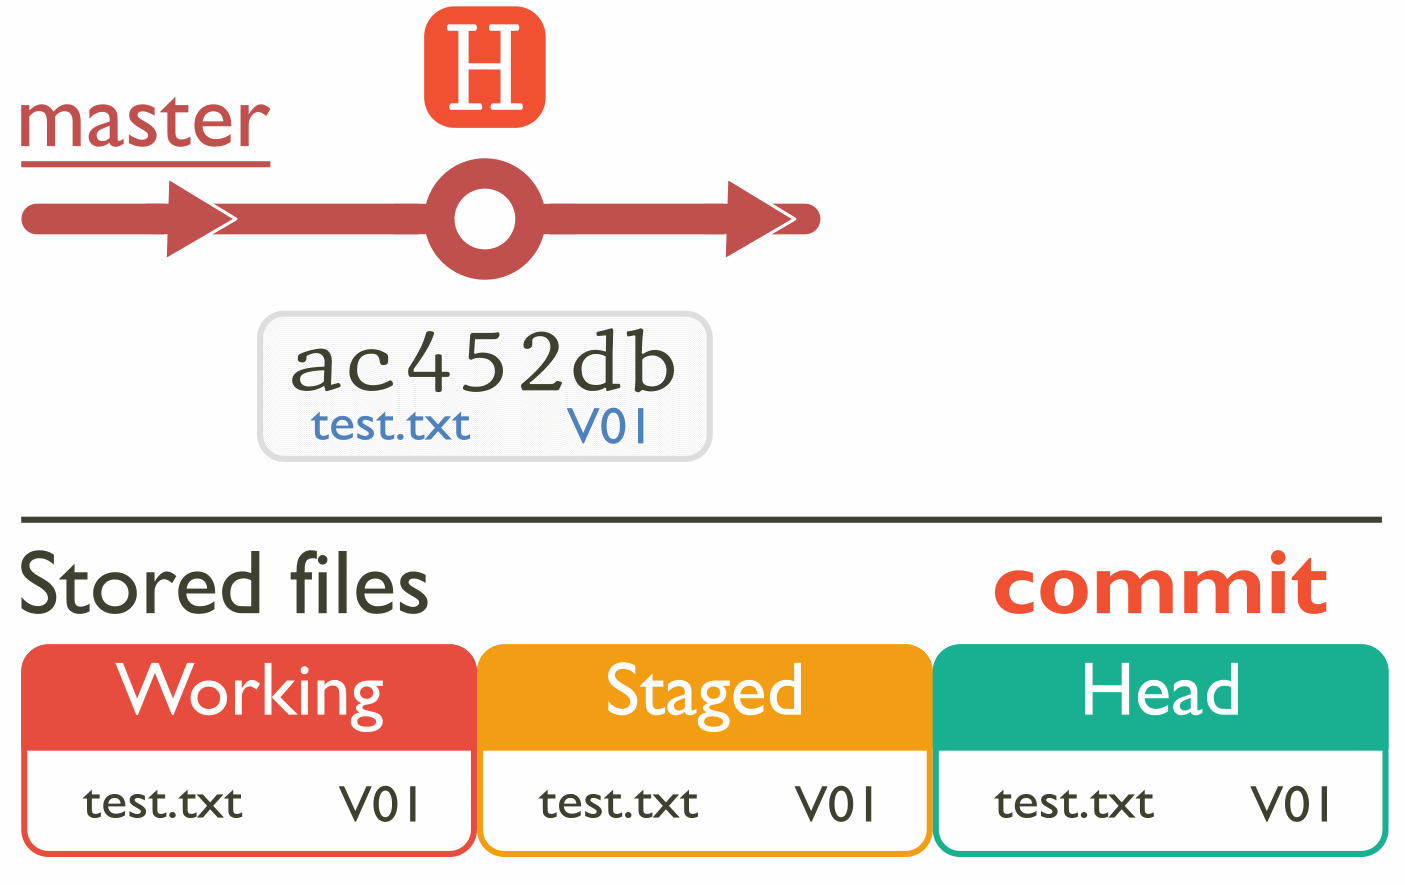 H
master
ac452db
test.txt V01
Stored files
commit
Working Staged Head
test.txt V01 test.txt V01 test.txt V01